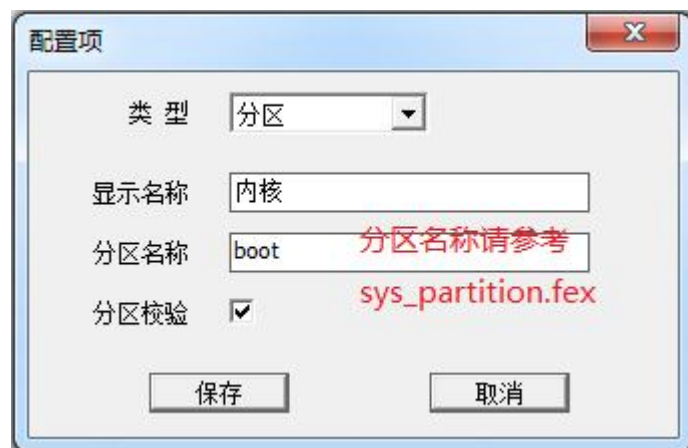 配置项
类 型
分区
显示名称
内核
分区名称
boot
分区名称请参考
sys_partition.fex
分区校验
保存
取消